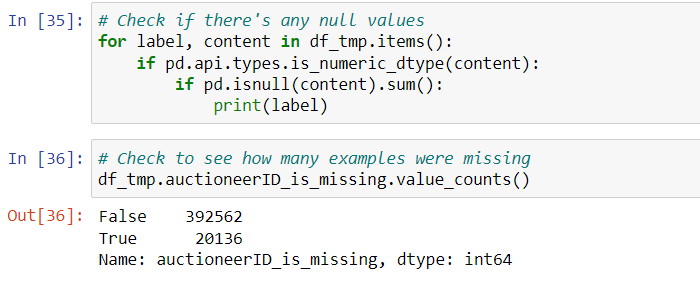 In [35]: # Check if there's any null values
for label, content in df_tmp.items():
    if pd.api.types.is_numeric_dtype(content):
        if pd.isnull(content).sum():
            print(label)
In [36]: # Check to see how many examples were missing
df_tmp.auctioneerID_is_missing.value_counts()
Out[36]: False    392562
True      20136
Name: auctioneerID_is_missing, dtype: int64